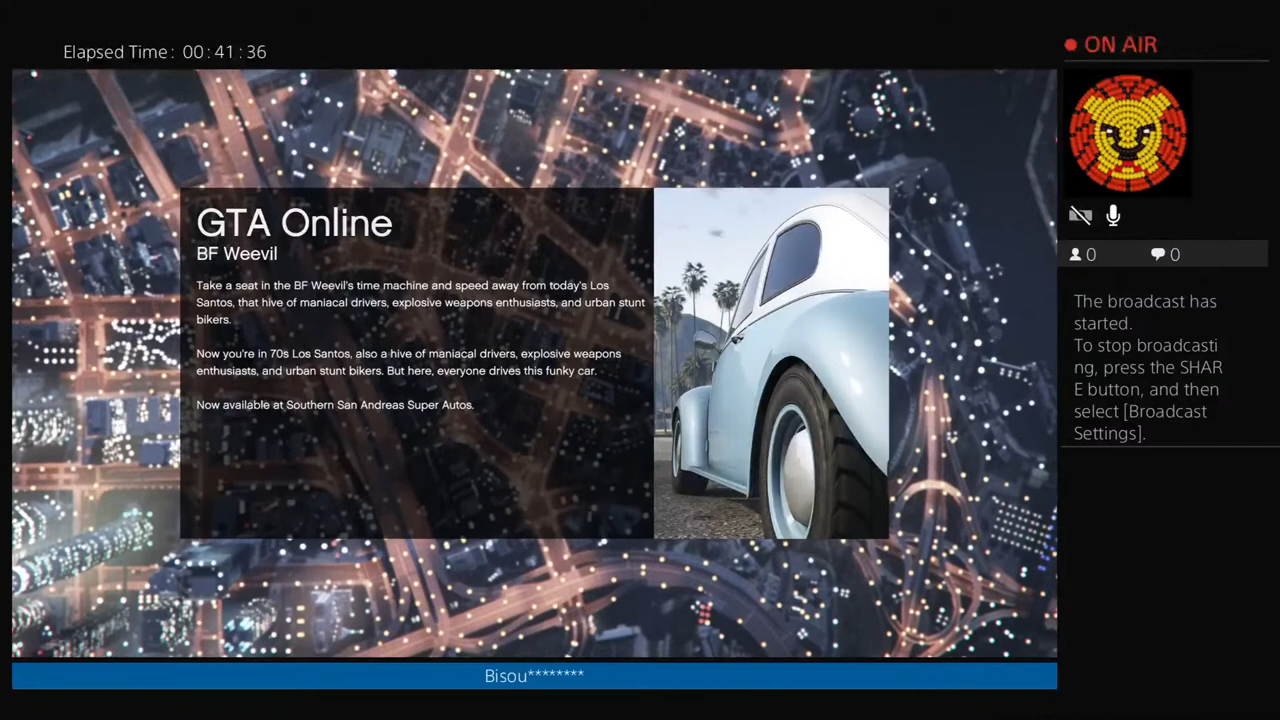 Elapsed Time: 00:41:36
ON AIR
GTA Online
BF Weevil
Take a seat in the BF Weevil's time machine and speed away from today's Los
Santos, that hive of maniacal drivers, explosive weapons enthusiasts, and urban stunt
bikers.
Now you're in 70s Los Santos, also a hive of maniacal drivers, explosive weapons
enthusiasts, and urban stunt bikers. But here, everyone drives this funky car.
Now available at Southern San Andreas Super Autos.
0 0
The broadcast has
started.
To stop broadcasti
ng, press the SHAR
E button, and then
select [Broadcast
Settings].
Bisou********